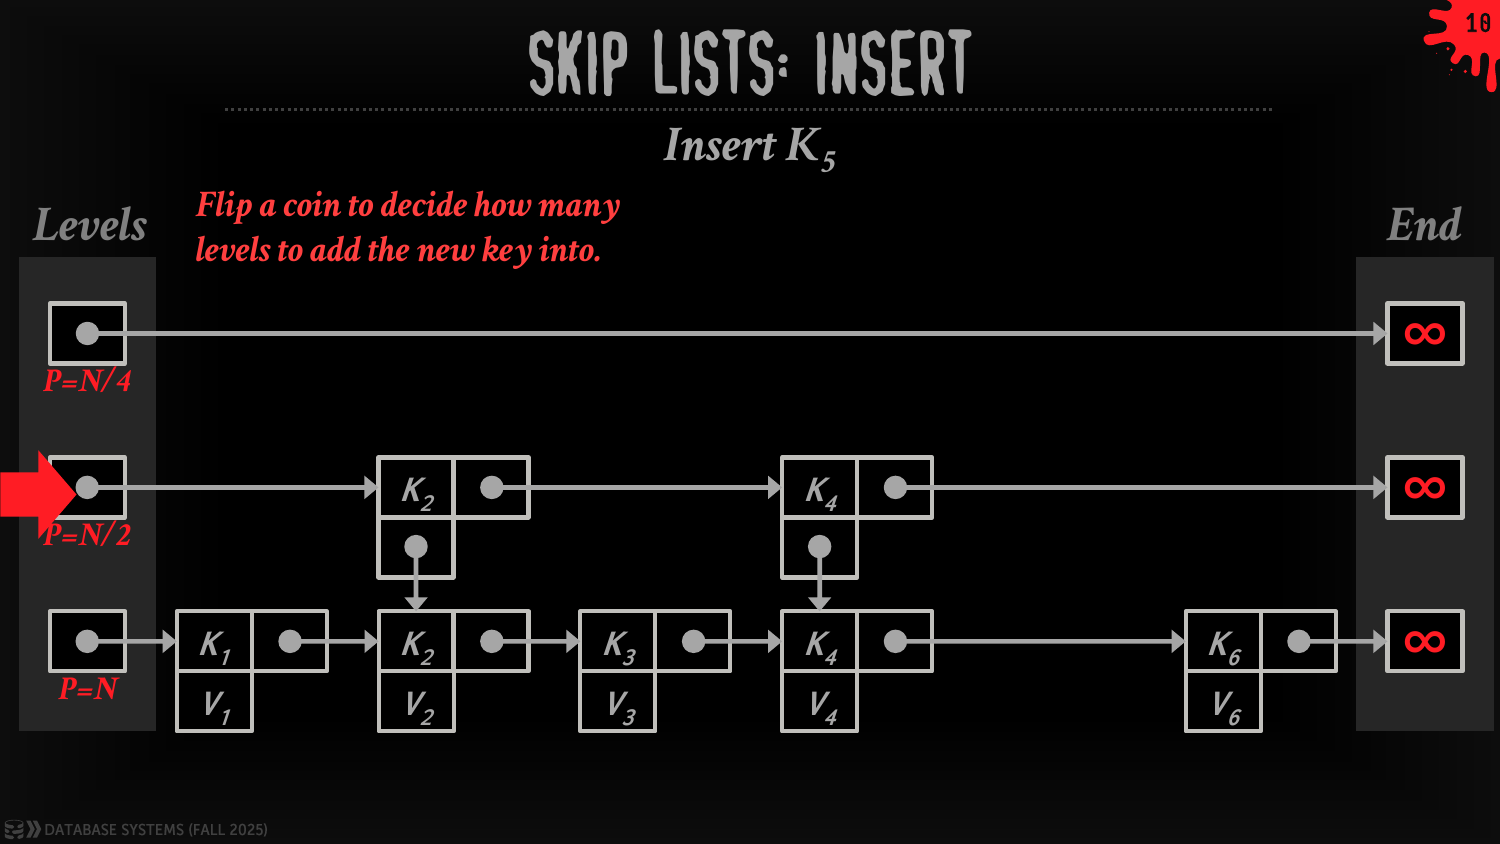 10
SKIP LISTS: INSERT
Insert K5
Flip a coin to decide how many
levels to add the new key into.
Levels
End
∞
P=N/4
K2
K4
∞
P=N/2
K1
K2
K3
K4
K6
∞
P=N
V1
V2
V3
V4
V6
DATABASE SYSTEMS (FALL 2025)